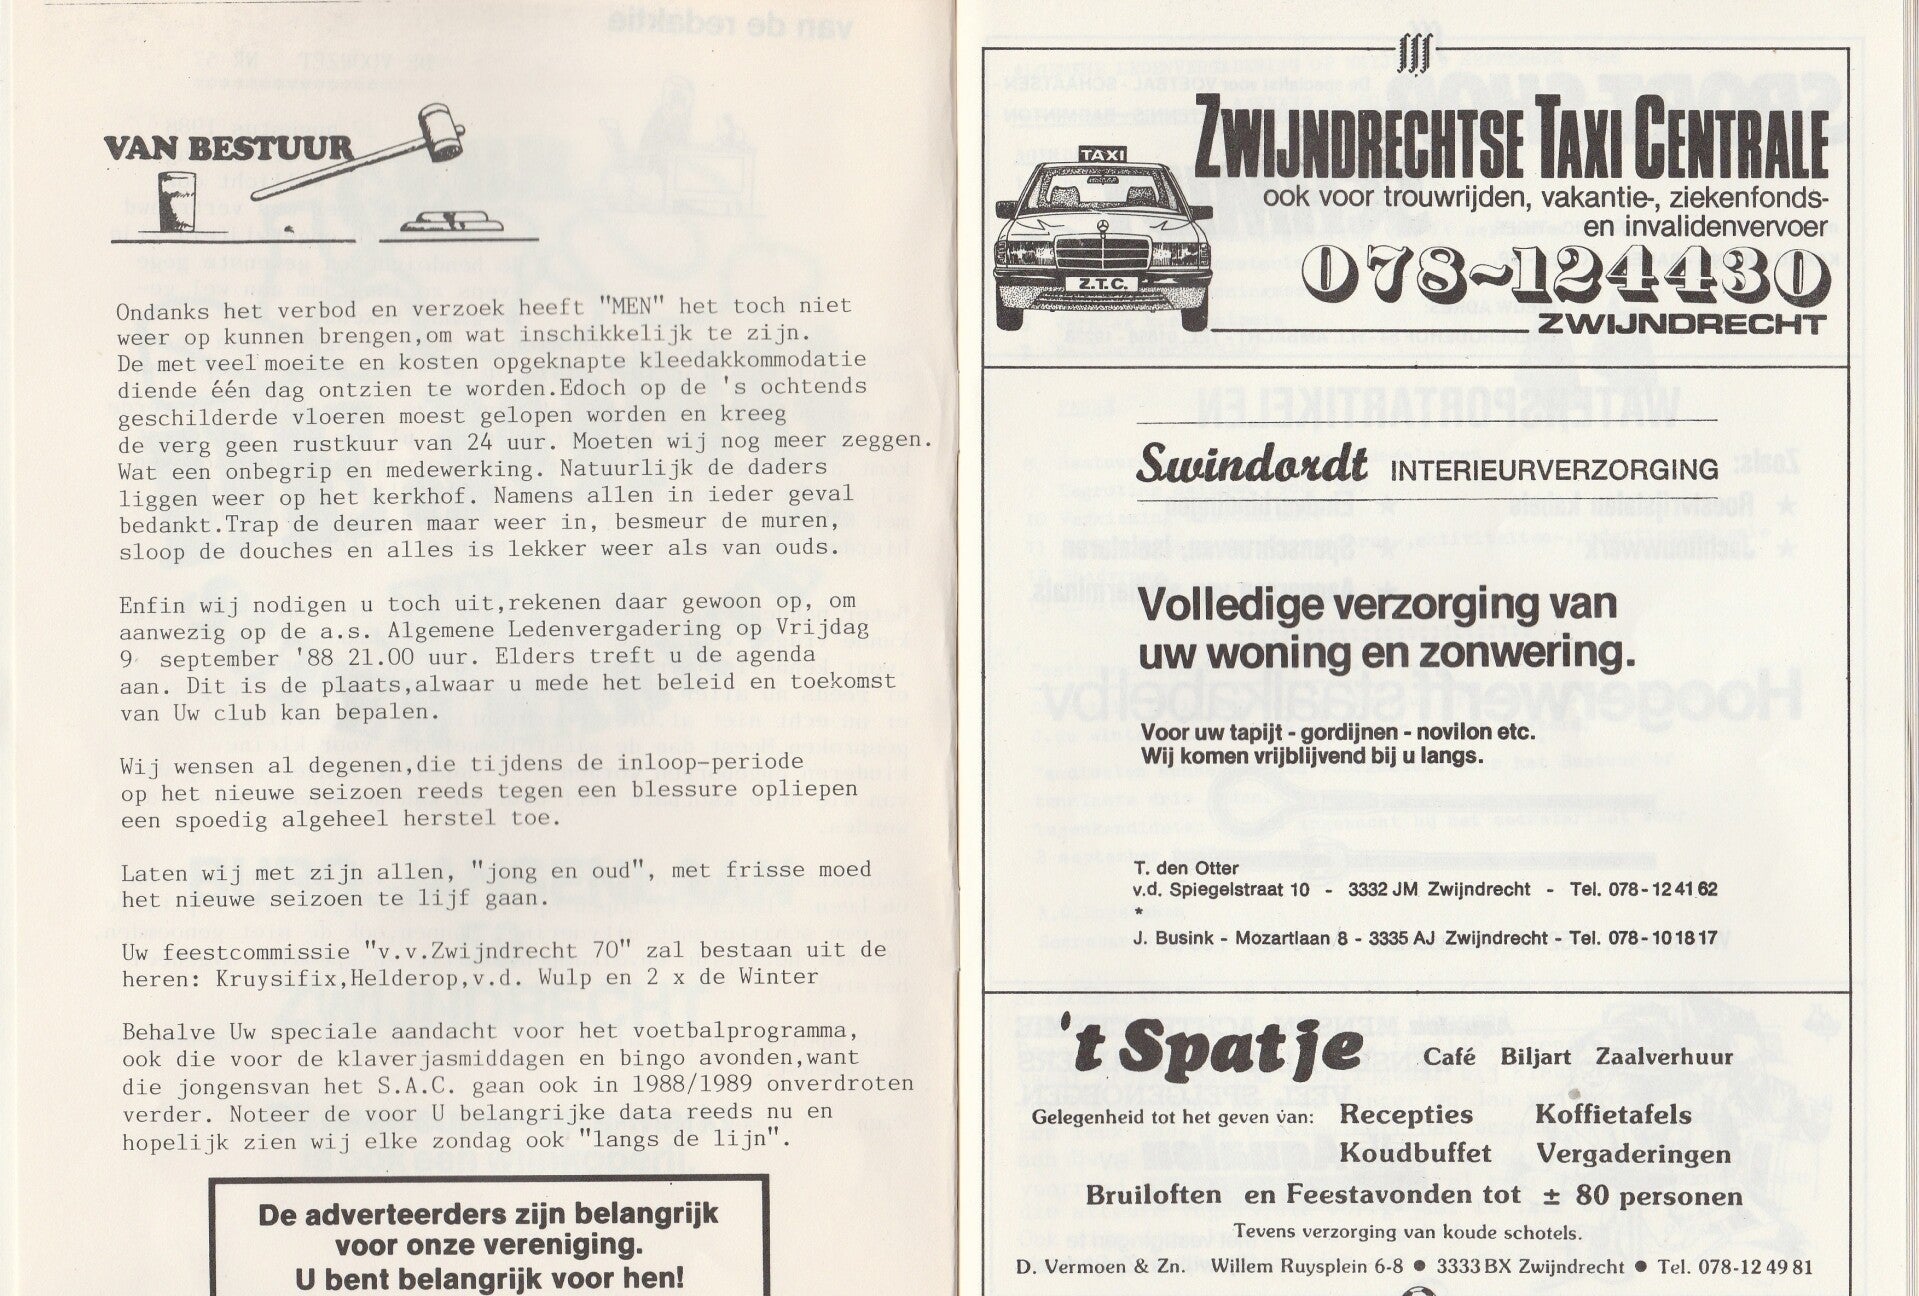 VAN BESTUUR
Ondanks het verbod en verzoek heeft "MEN" het toch niet
weer op kunnen brengen,om wat inschikkelijk te zijn.
De met veel moeite en kosten opgeknapte kleedakkommodatie
diende één dag ontzien te worden.Edoch op de 's ochtends
geschilderde vloeren moest gelopen worden en kreeg
de verg geen rustkuur van 24 uur. Moeten wij nog meer zeggen.
Wat een onbegrip en medewerking. Natuurlijk de daders
liggen weer op het kerkhof. Namens allen in ieder geval
bedankt.Trap de deuren maar weer in, besmeur de muren,
sloop de douches en alles is lekker weer als van ouds.
Enfin wij nodigen u toch uit,rekenen daar gewoon op, om
aanwezig op de a.s. Algemene Ledenvergadering op Vrijdag
9 september '88 21.00 uur. Elders treft u de agenda
aan. Dit is de plaats,alwaar u mede het beleid en toekomst
van Uw club kan bepalen.
Wij wensen al degenen,die tijdens de inloop-periode
op het nieuwe seizoen reeds tegen een blessure opliepen
een spoedig algeheel herstel toe.
Laten wij met zijn allen, "jong en oud", met frisse moed
het nieuwe seizoen te lijf gaan.
Uw feestcommissie "v.v.Zwijndrecht 70" zal bestaan uit de
heren: Kruysifix,Helderop,v.d. Wulp en 2 x de Winter
Behalve Uw speciale aandacht voor het voetbalprogramma,
ook die voor de klaverjasmiddagen en bingo avonden,want
die jongensvan het S.A.C. gaan ook in 1988/1989 onverdroten
verder. Noteer de voor U belangrijke data reeds nu en
hopelijk zien wij elke zondag ook "langs de lijn".
De adverteerders zijn belangrijk
voor onze vereniging.
U bent belangrijk voor hen!
ZWIJNDRECHTSE TAXI CENTRALE
TAXI
ook voor trouwrijden, vakantie-, ziekenfonds-
en invalidenvervoer
078~124430
Z.T.C.
ZWIJNDRECHT
Swindordt INTERIEURVERZORGING
Volledige verzorging van
uw woning en zonwering.
Voor uw tapijt - gordijnen - novilon etc.
Wij komen vrijblijvend bij u langs.
T. den Otter
v.d. Spiegelstraat 10 - 3332 JM Zwijndrecht - Tel. 078-12 41 62
*
J. Busink - Mozartlaan 8 - 3335 AJ Zwijndrecht - Tel. 078-10 18 17
't Spatje Café Biljart Zaalverhuur
Gelegenheid tot het geven van: Recepties Koffietafels
Koudbuffet Vergaderingen
Bruiloften en Feestavonden tot ± 80 personen
Tevens verzorging van koude schotels.
D. Vermoen & Zn. Willem Ruysplein 6-8 ● 3333 BX Zwijndrecht ● Tel. 078-12 49 81